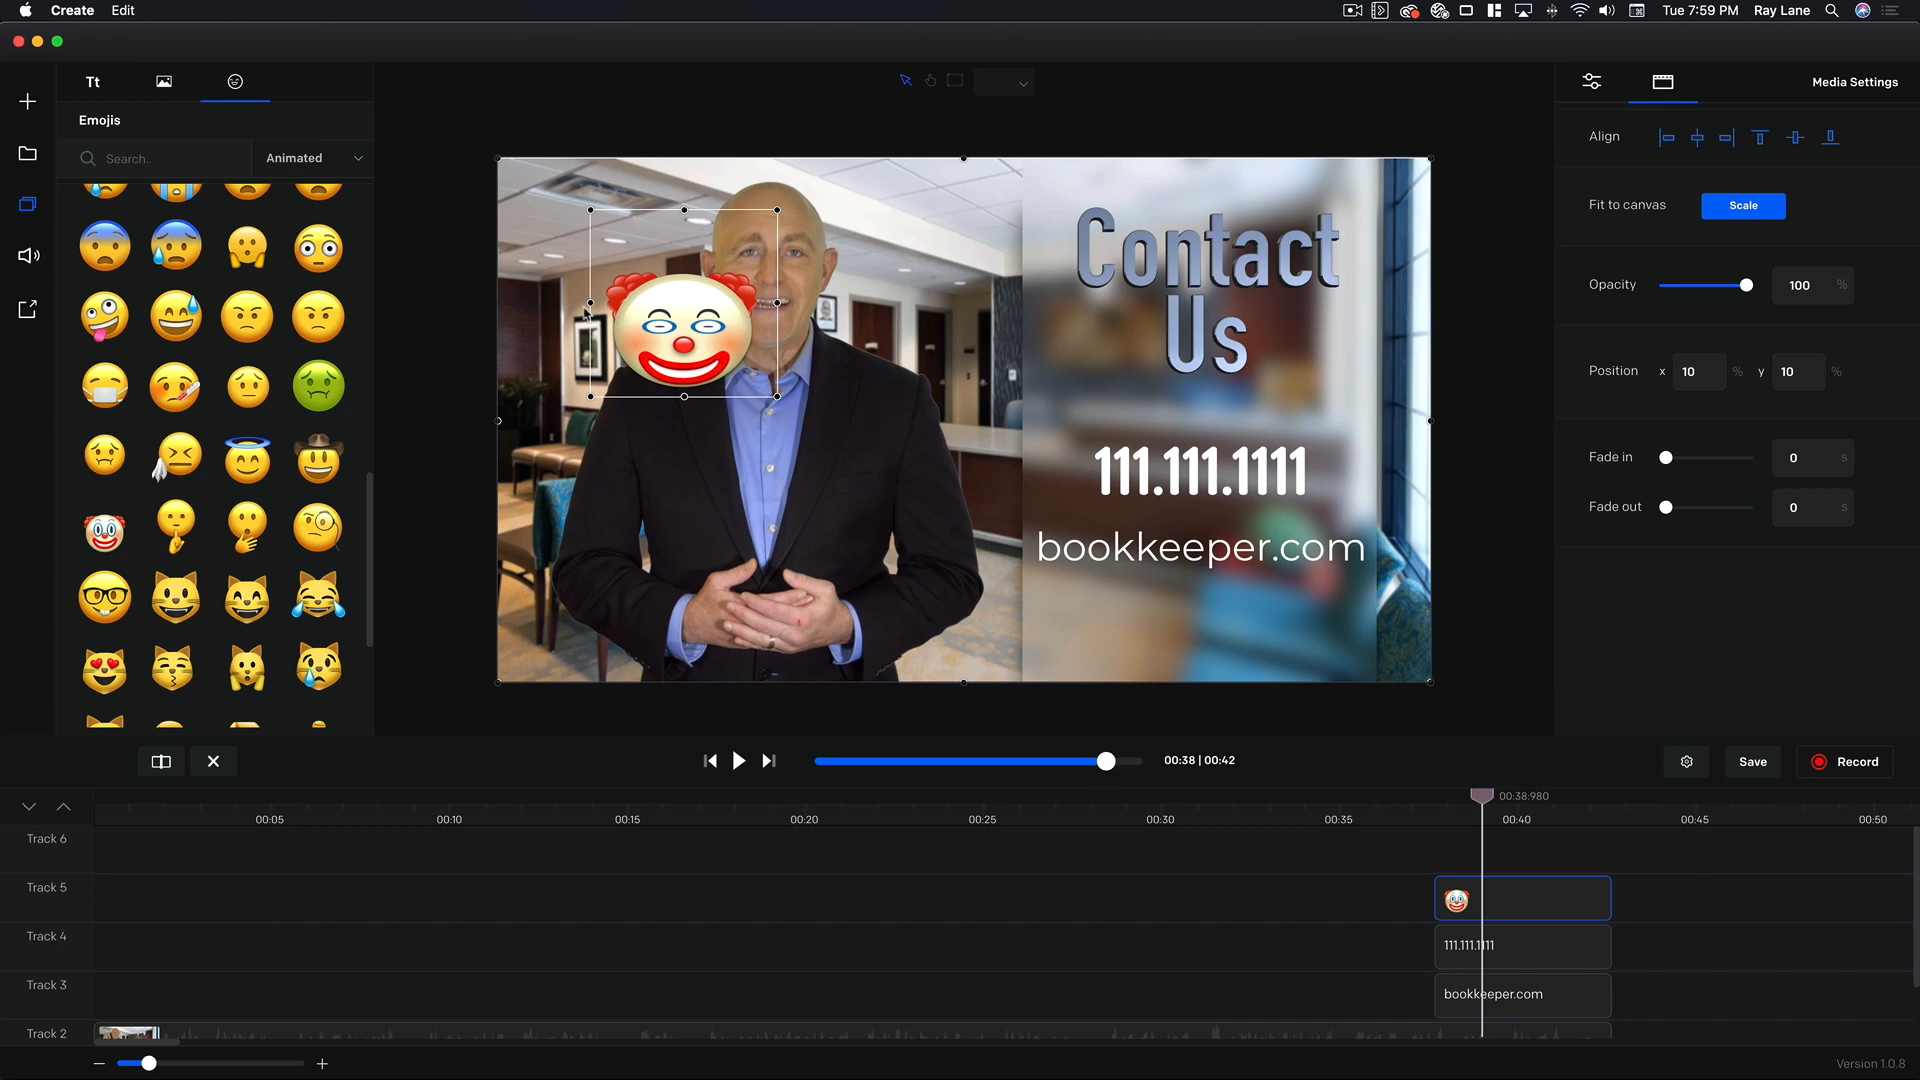 Create Edit
Tue 7:59 PM Ray Lane
Tt
Media Settings
Emojis
Search..
Animated
Align
Fit to canvas Scale
Opacity 100 %
Position x 10 % y 10 %
Fade in 0 s
Fade out 0 s
Contact
Us
111.111.1111
bookkeeper.com
00:38 | 00:42
Save
Record
00:38:980
00:05 00:10 00:15 00:20 00:25 00:30 00:35 00:40 00:45 00:50
Track 6
Track 5
Track 4
111.111.1111
Track 3
bookkeeper.com
Track 2
Version 1.0.8